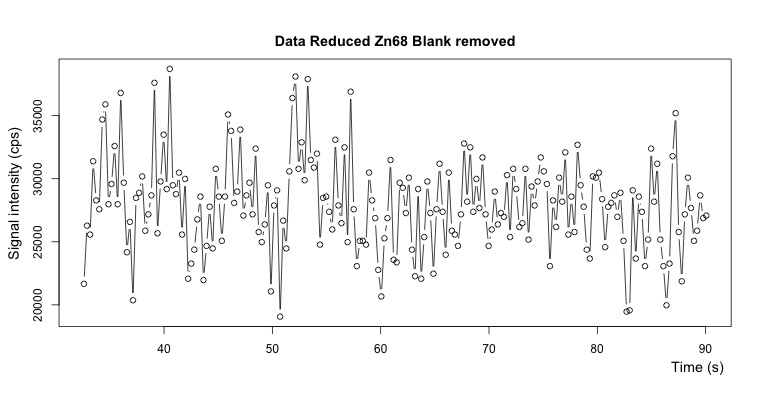 Data Reduced Zn68 Blank removed
Signal intensity (cps)
35000
30000
25000
20000
40 50 60 70 80 90
Time (s)